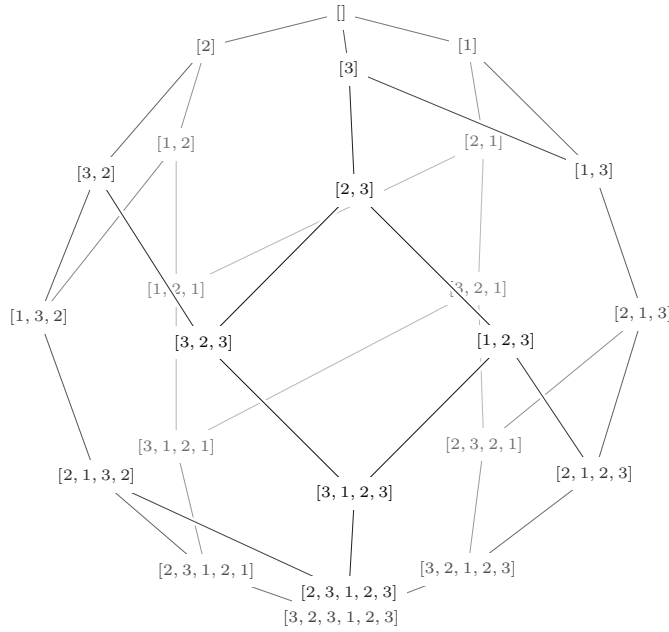 []
[2]
[1]
[3]
[1, 2]
[2, 1]
[3, 2]
[1, 3]
[2, 3]
[1, 2, 1]
[3, 2, 1]
[1, 3, 2]
[2, 1, 3]
[3, 2, 3]
[1, 2, 3]
[3, 1, 2, 1]
[2, 3, 2, 1]
[2, 1, 3, 2]
[2, 1, 2, 3]
[3, 1, 2, 3]
[2, 3, 1, 2, 1]
[3, 2, 1, 2, 3]
[2, 3, 1, 2, 3]
[3, 2, 3, 1, 2, 3]